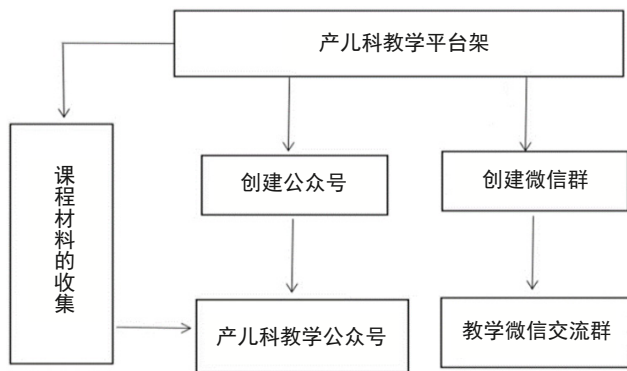 产儿科教学平台架
课程材料的收集
创建公众号
创建微信群
产儿科教学公众号
教学微信交流群